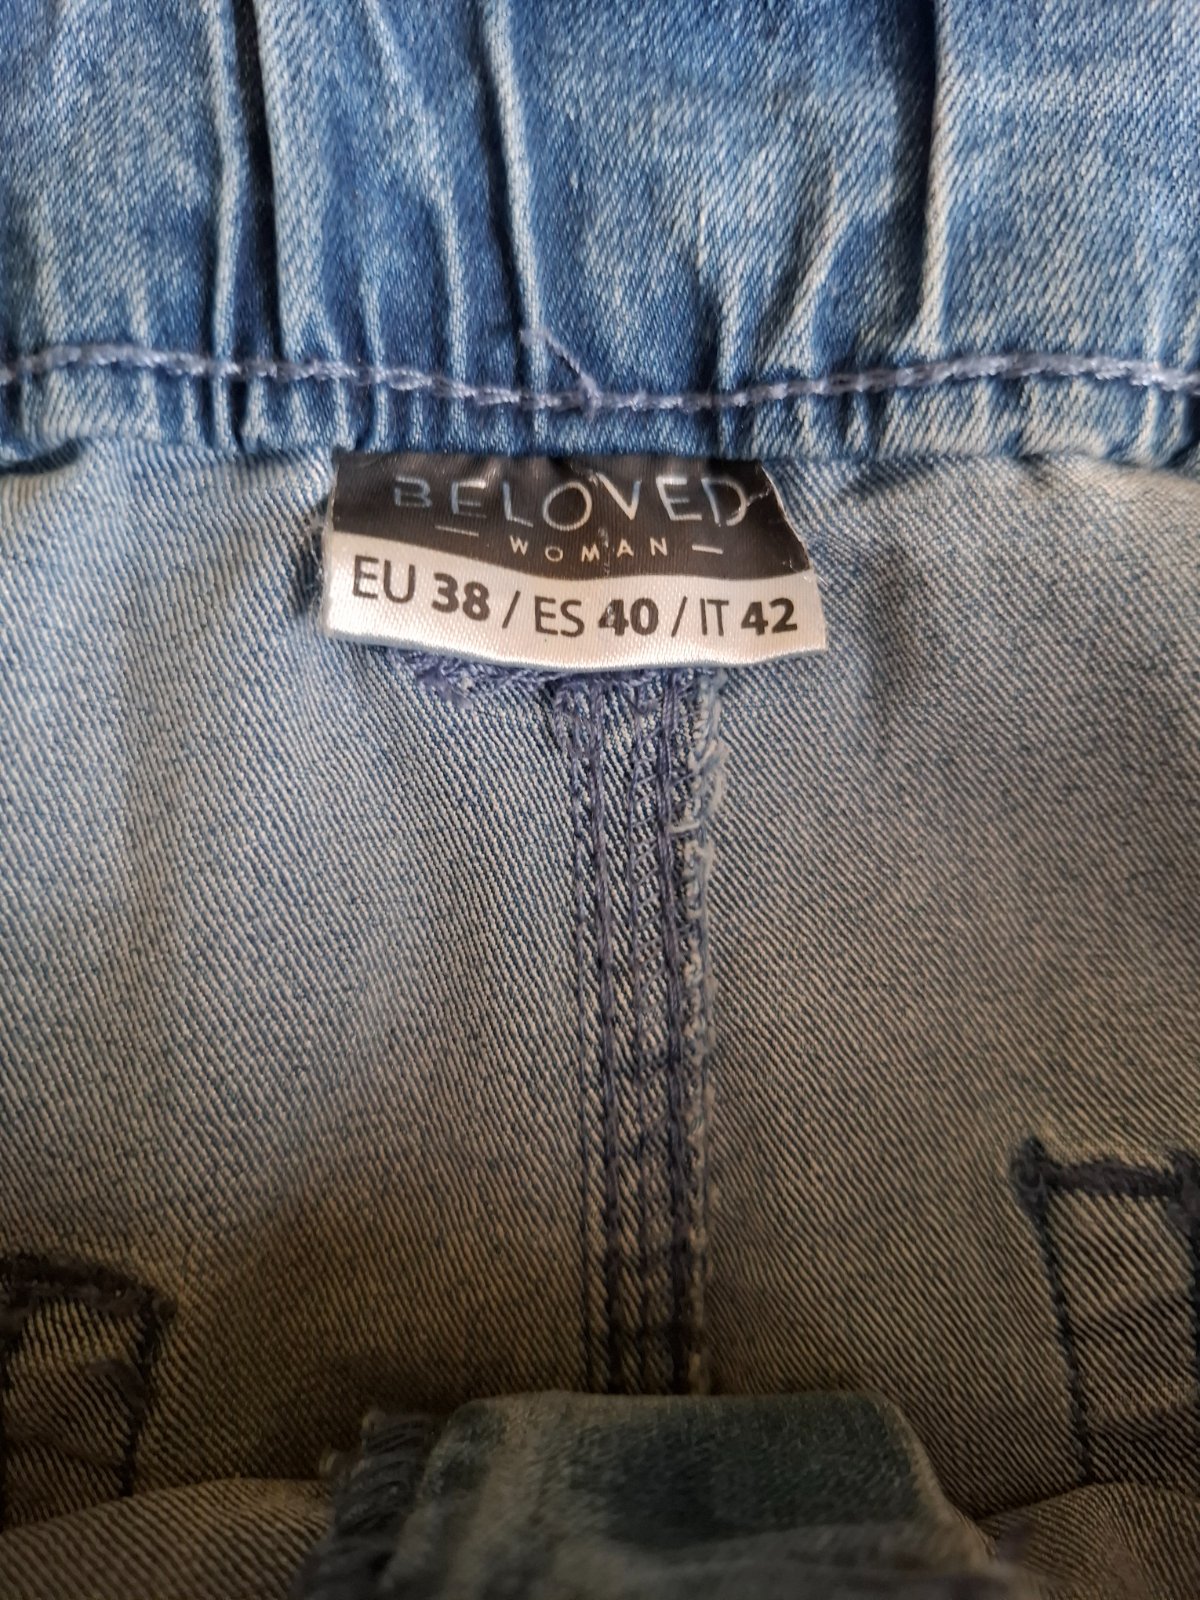 BELOVED
— WOMAN —
EU 38 / ES 40 / IT 42